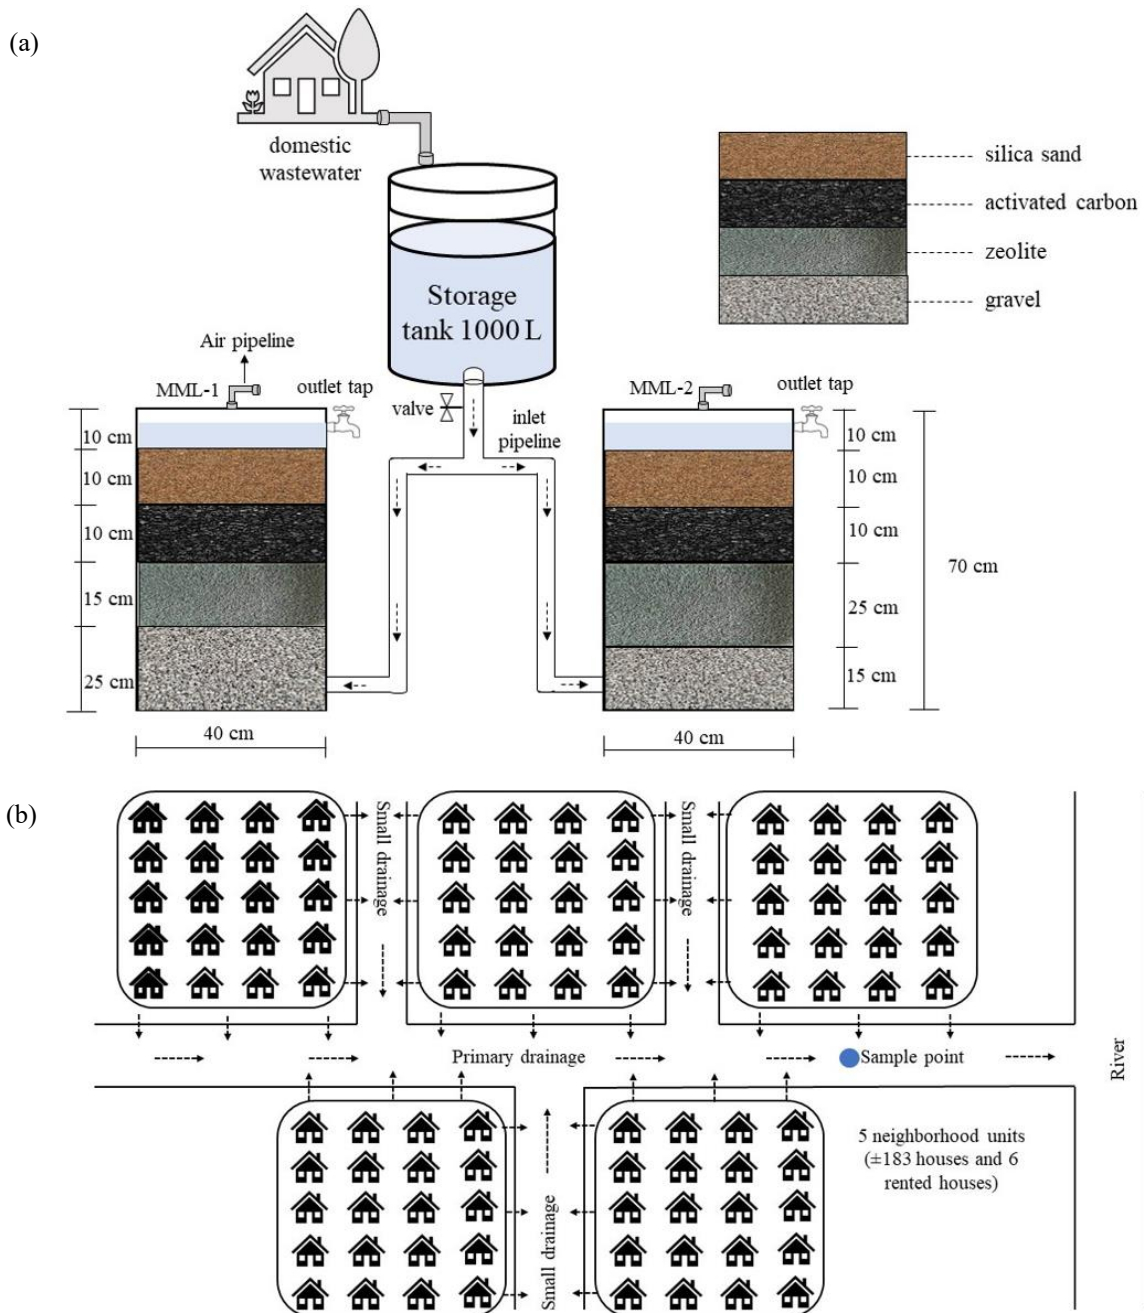 (a)
domestic
wastewater
silica sand
activated carbon
zeolite
gravel
Storage
tank 1000 L
Air pipeline
MML-1
outlet tap
valve
inlet
pipeline
MML-2
outlet tap
10 cm
10 cm
10 cm
15 cm
25 cm
40 cm
10 cm
10 cm
10 cm
25 cm
15 cm
70 cm
40 cm
(b)
Small drainage
Small drainage
Primary drainage
Sample point
River
Small drainage
5 neighborhood units
(±183 houses and 6
rented houses)